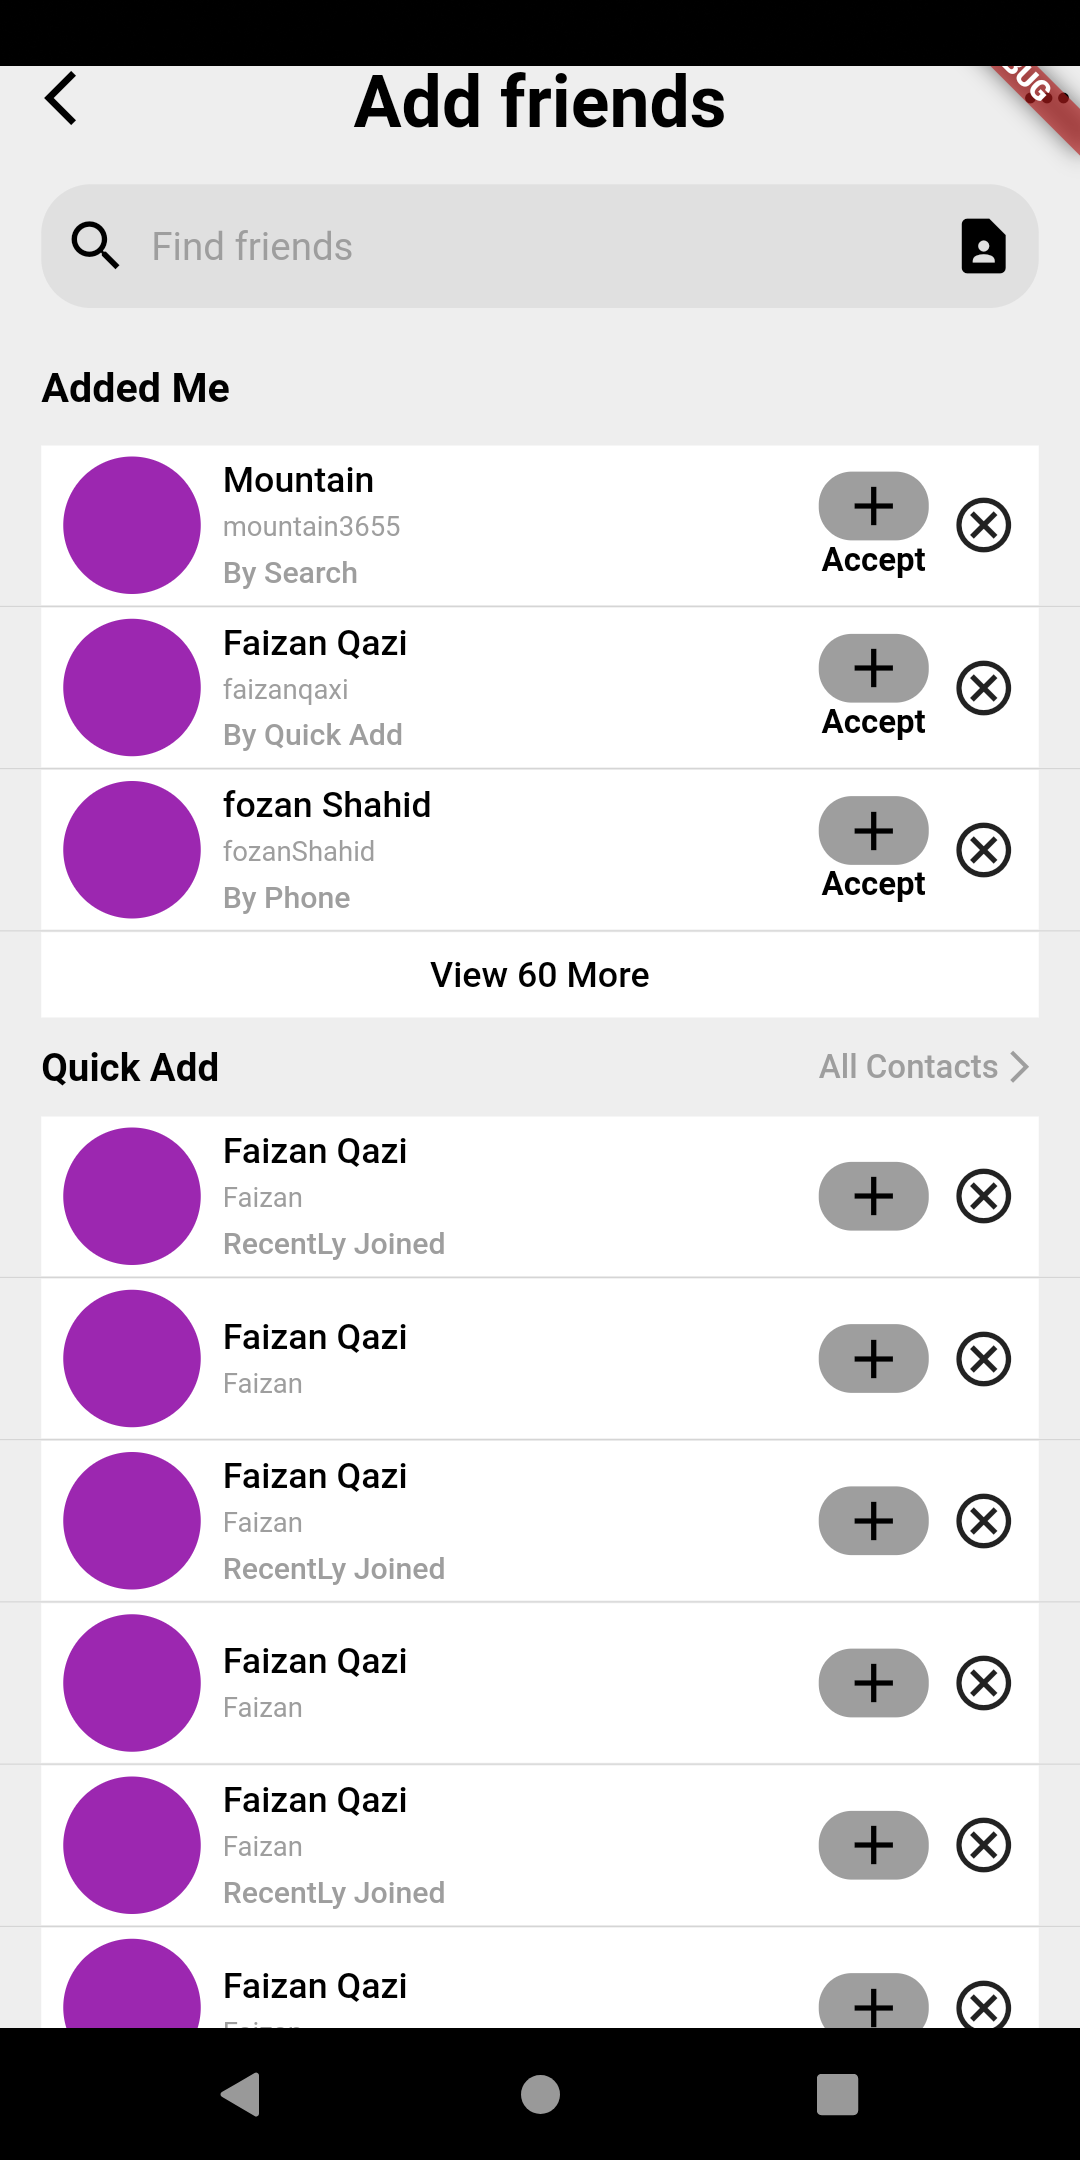 Add friends
Find friends
Added Me
Mountain
mountain3655
By Search
Accept
Faizan Qazi
faizanqaxi
By Quick Add
Accept
fozan Shahid
fozanShahid
By Phone
Accept
View 60 More
Quick Add
All Contacts
Faizan Qazi
Faizan
RecentLy Joined
Faizan Qazi
Faizan
Faizan Qazi
Faizan
RecentLy Joined
Faizan Qazi
Faizan
Faizan Qazi
Faizan
RecentLy Joined
Faizan Qazi